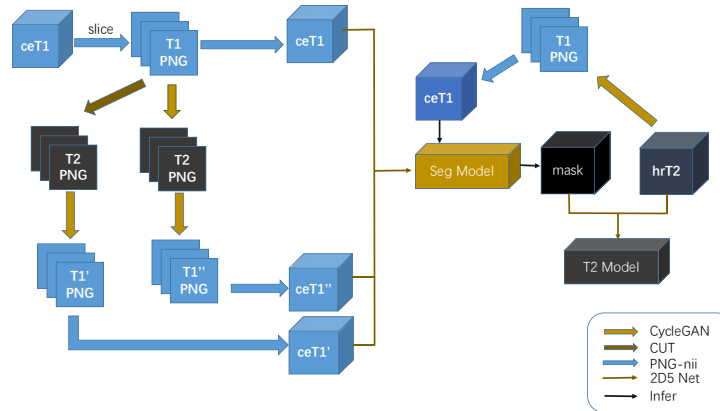 ceT1
slice
T1
PNG
ceT1
T1
PNG
ceT1
T2
PNG
T2
PNG
Seg Model
mask
hrT2
T1'
PNG
T1''
PNG
ceT1''
T2 Model
ceT1'
CycleGAN
CUT
PNG-nii
2D5 Net
Infer